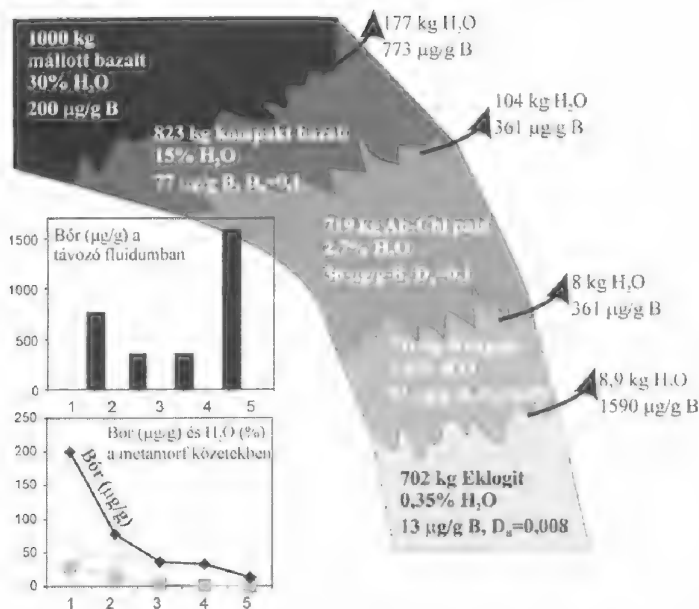 1000 kg
mállott bazalt
30% H₂O
200 µg/g B
177 kg H₂O
773 µg/g B
104 kg H₂O
361 µg/g B
823 kg kompakt bazalt
15% H₂O
77 µg/g B,
719 kg Ab-Chl pala
2,7% H₂O
8 kg H₂O
361 µg/g B
8,9 kg H₂O
1590 µg/g B
702 kg Eklogit
0,35% H₂O
13 µg/g B, D_B=0,008
Bór (µg/g) a
távozó fluidumban
1500
1000
500
0
1 2 3 4 5
Bór (µg/g) és H₂O (%)
a metamorf kőzetekben
Bór (µg/g)
250
200
150
100
50
0
1 2 3 4 5